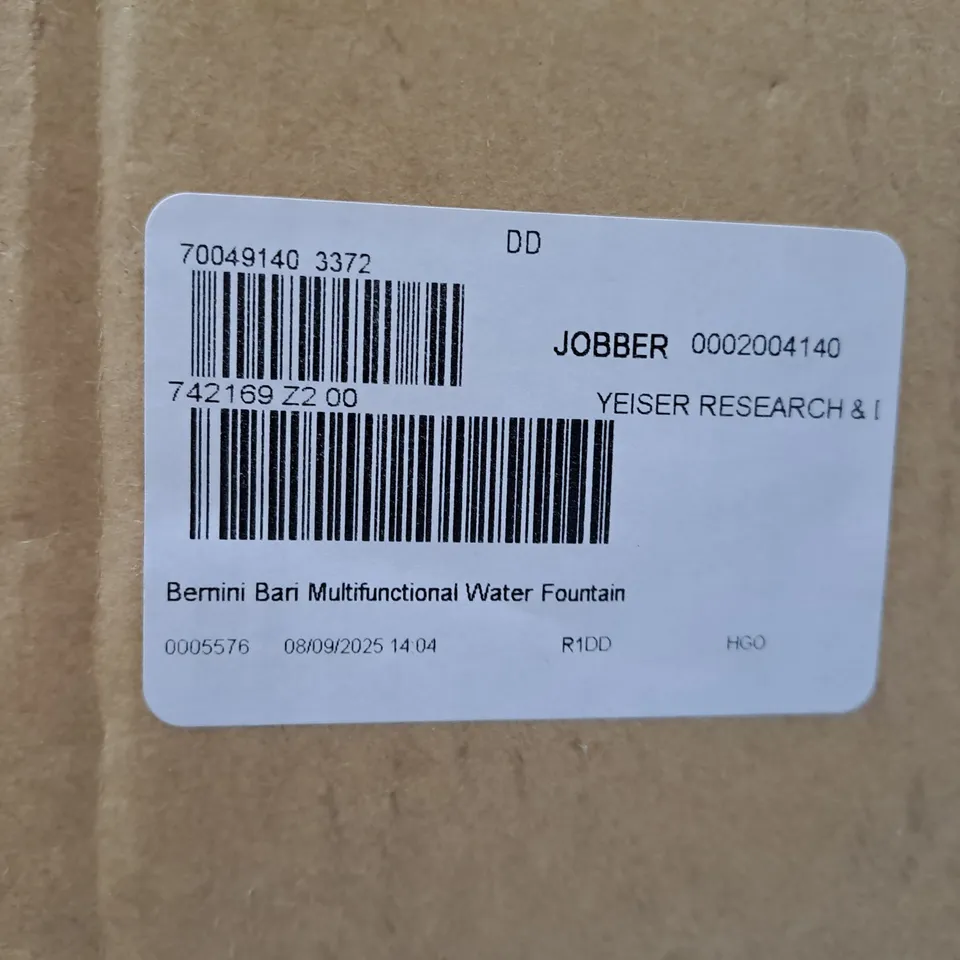 DD
70049140 3372
JOBBER 0002004140
742169 Z2 00
YEISER RESEARCH &
Bernini Bari Multifunctional Water Fountain
0005576 08/09/2025 14:04 R1DD HGO